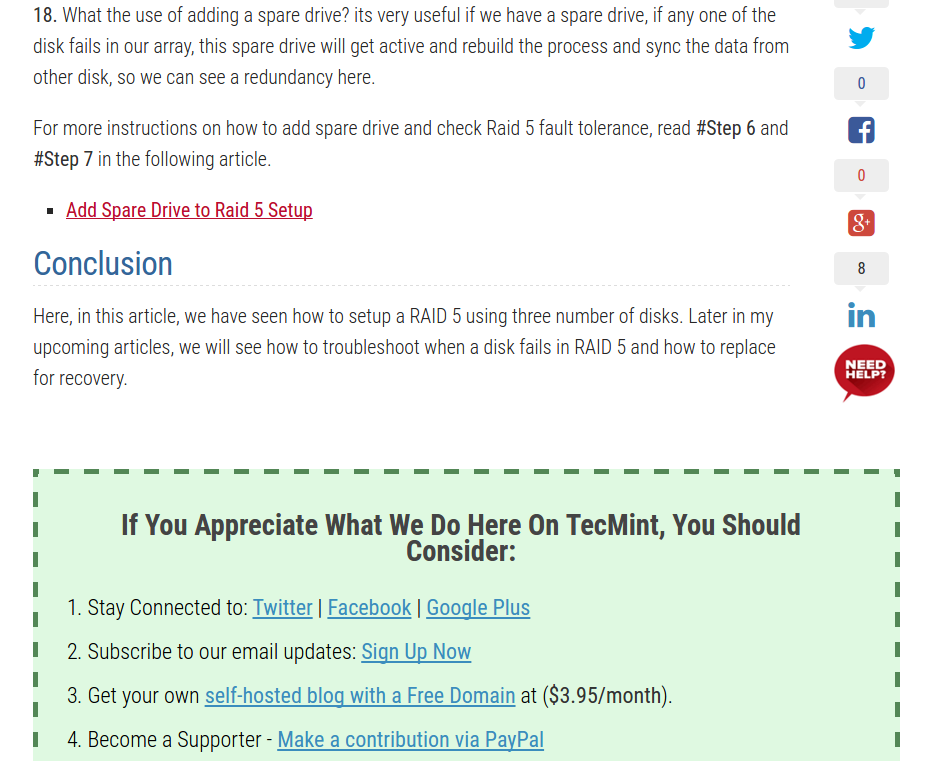 18. What the use of adding a spare drive? its very useful if we have a spare drive, if any one of the
disk fails in our array, this spare drive will get active and rebuild the process and sync the data from
other disk, so we can see a redundancy here.
For more instructions on how to add spare drive and check Raid 5 fault tolerance, read #Step 6 and
#Step 7 in the following article.
Add Spare Drive to Raid 5 Setup
Conclusion
Here, in this article, we have seen how to setup a RAID 5 using three number of disks. Later in my
upcoming articles, we will see how to troubleshoot when a disk fails in RAID 5 and how to replace
for recovery.
If You Appreciate What We Do Here On TecMint, You Should
Consider:
1. Stay Connected to: Twitter | Facebook | Google Plus
2. Subscribe to our email updates: Sign Up Now
3. Get your own self-hosted blog with a Free Domain at ($3.95/month).
4. Become a Supporter - Make a contribution via PayPal
0
f
0
g+
8
in
NEED
HELP?